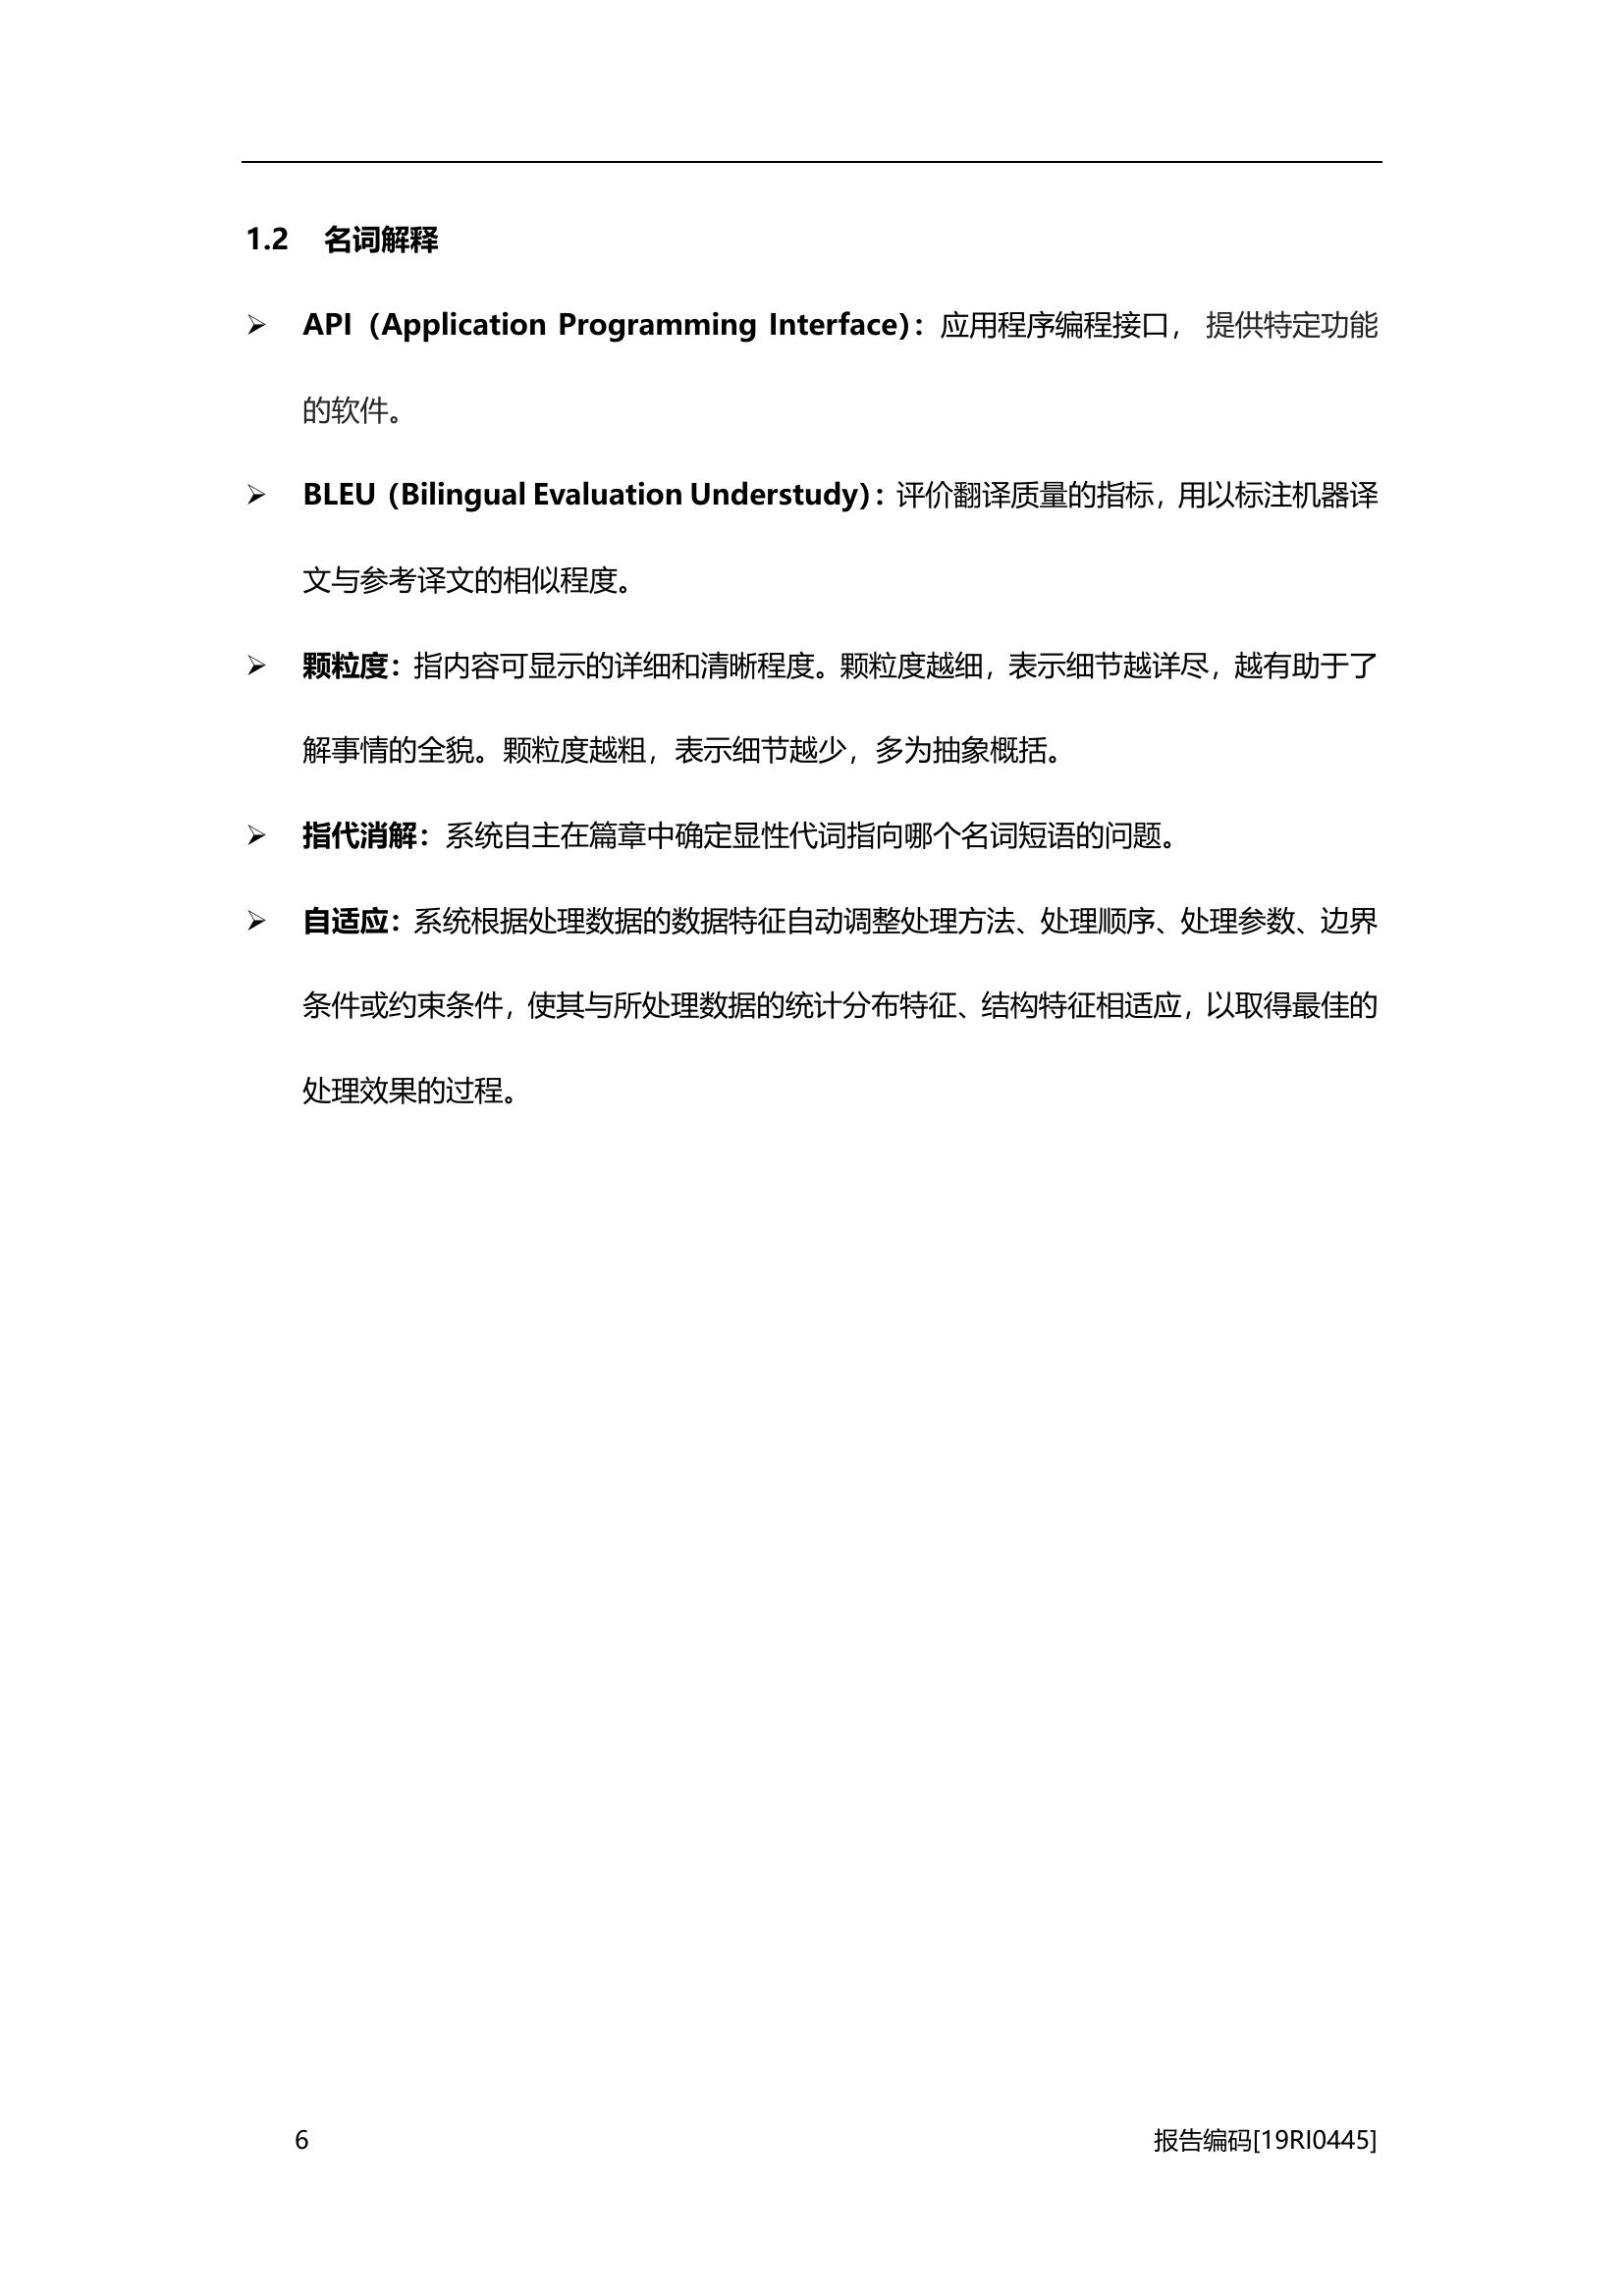 1.2 名词解释
➢ API（Application Programming Interface）：应用程序编程接口， 提供特定功能
的软件。
➢ BLEU（Bilingual Evaluation Understudy）：评价翻译质量的指标，用以标注机器译
文与参考译文的相似程度。
➢ 颗粒度：指内容可显示的详细和清晰程度。颗粒度越细，表示细节越详尽，越有助于了
解事情的全貌。颗粒度越粗，表示细节越少，多为抽象概括。
➢ 指代消解：系统自主在篇章中确定显性代词指向哪个名词短语的问题。
➢ 自适应：系统根据处理数据的数据特征自动调整处理方法、处理顺序、处理参数、边界
条件或约束条件，使其与所处理数据的统计分布特征、结构特征相适应，以取得最佳的
处理效果的过程。
6 报告编码[19RI0445]